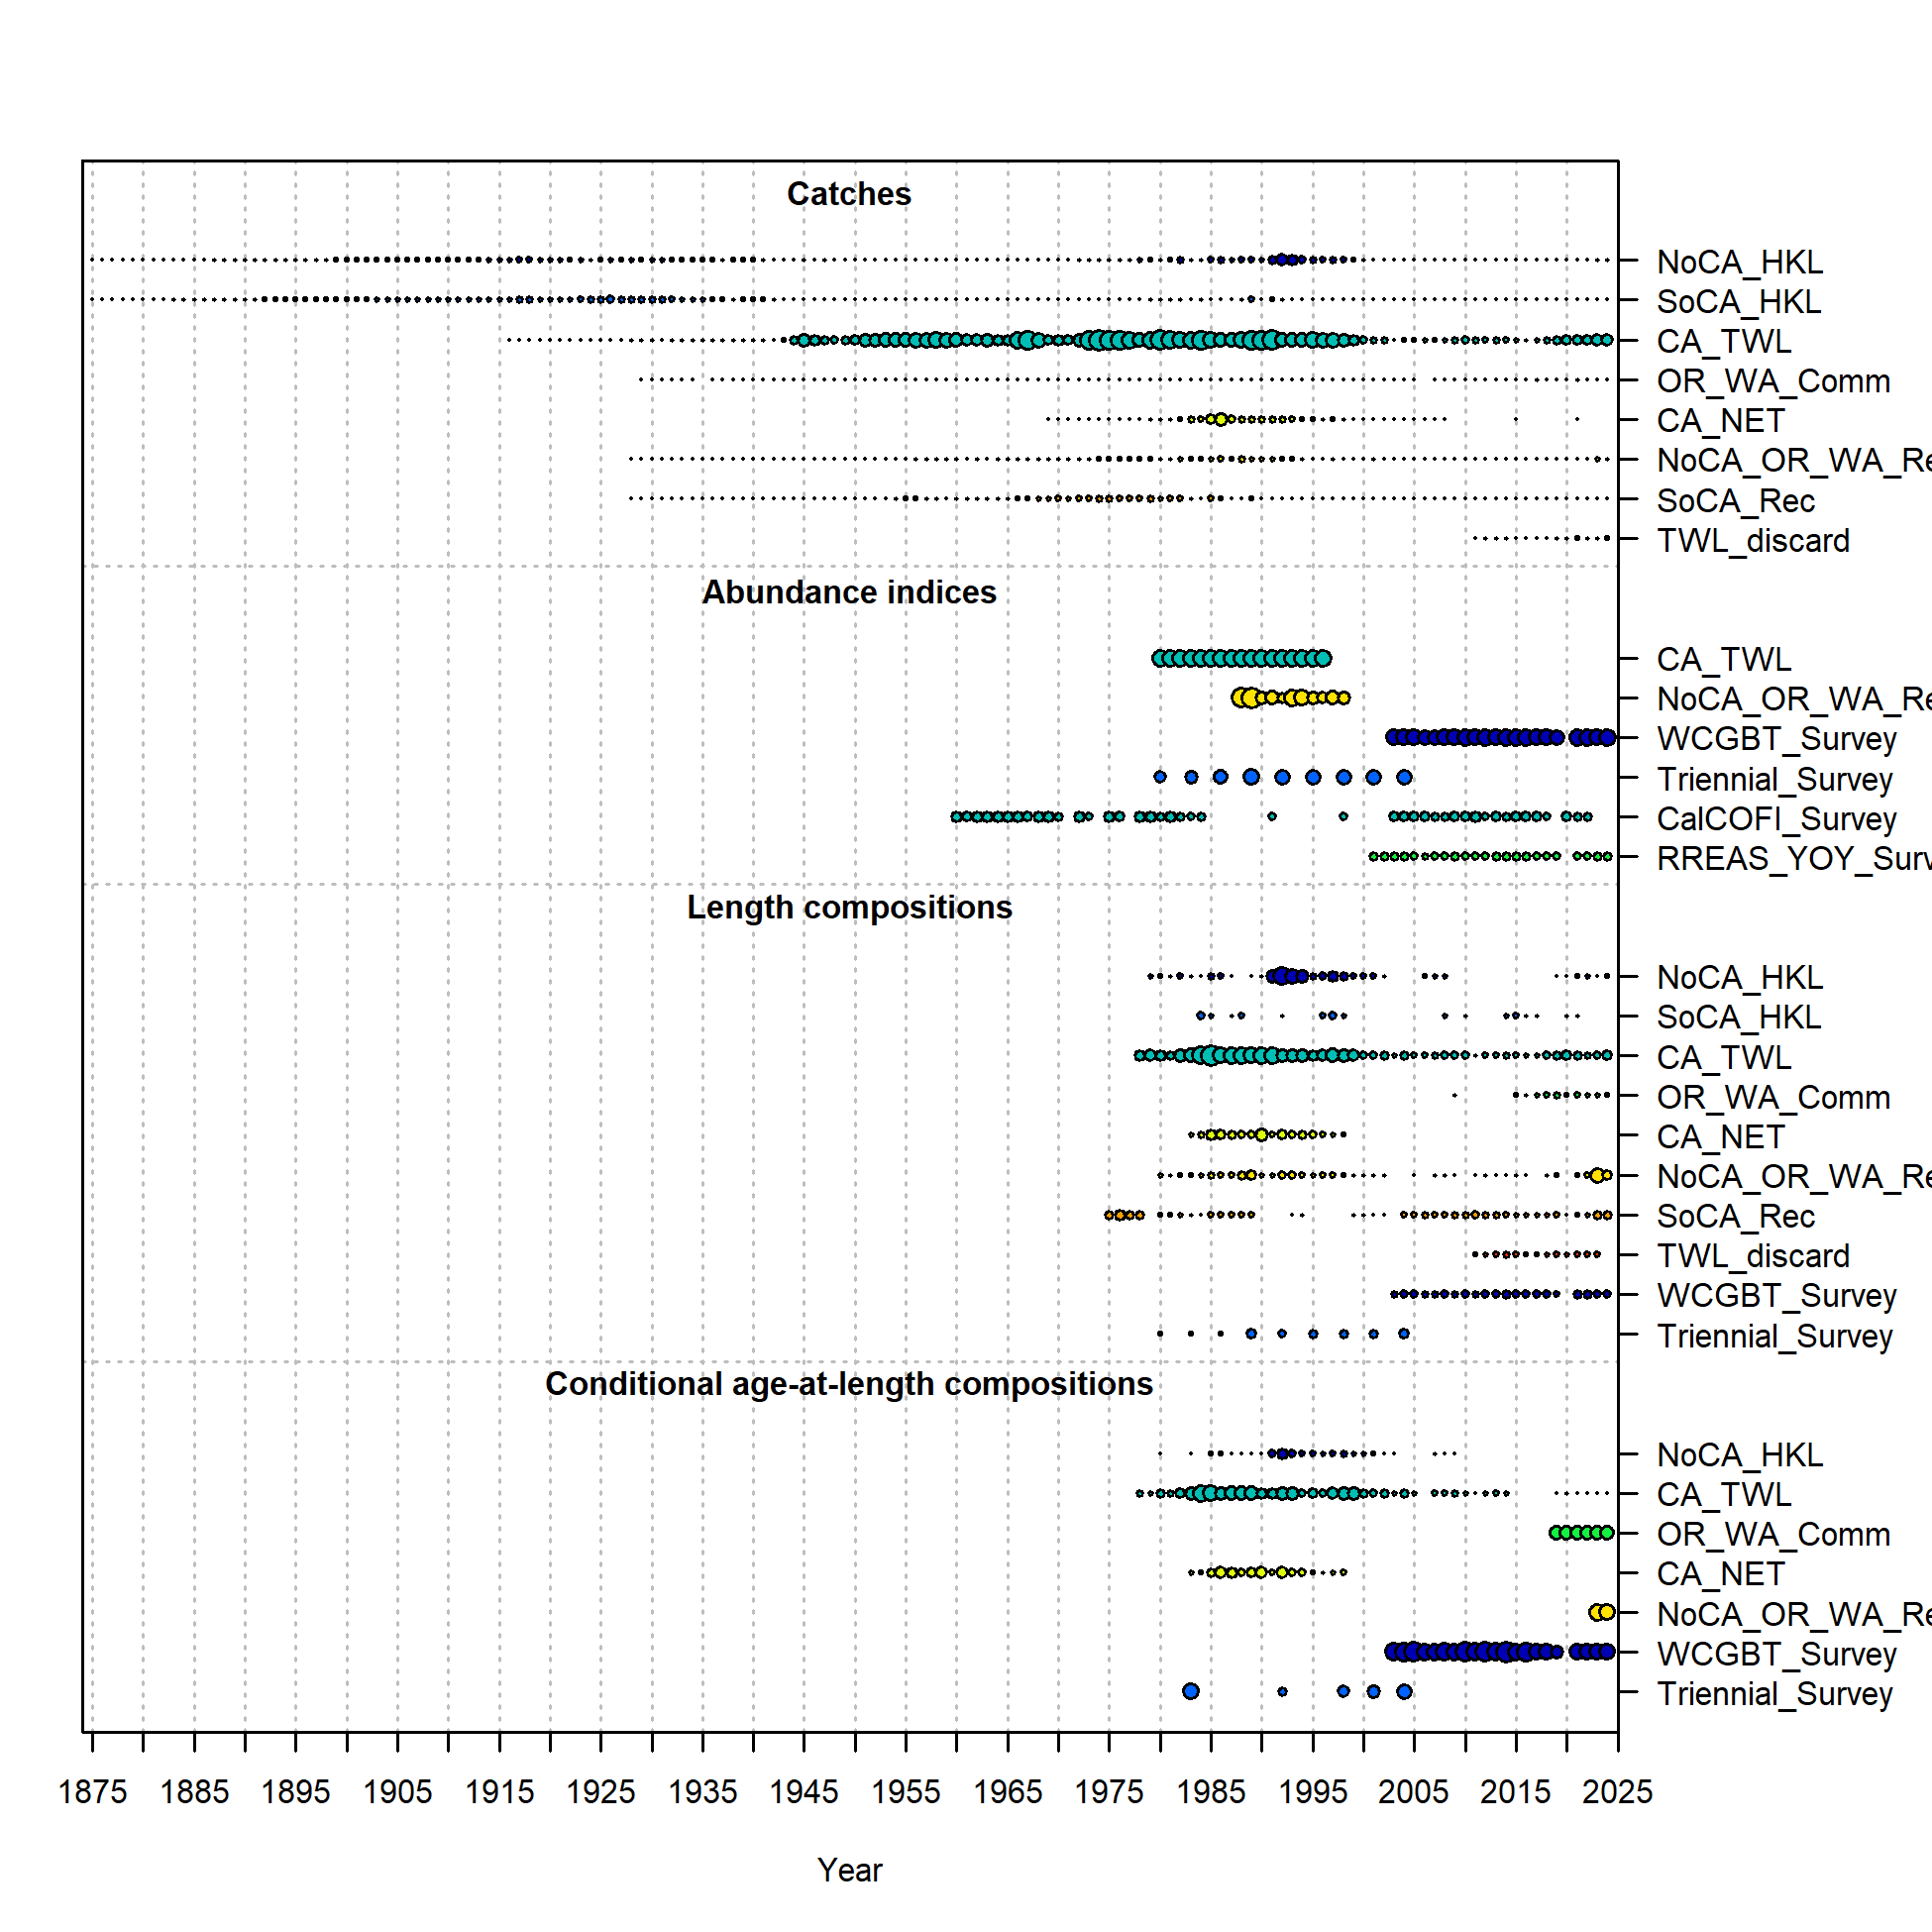 Catches
NoCA_HKL
SoCA_HKL
CA_TWL
OR_WA_Comm
CA_NET
NoCA_OR_WA_Re
SoCA_Rec
TWL_discard
Abundance indices
CA_TWL
NoCA_OR_WA_Re
WCGBT_Survey
Triennial_Survey
CalCOFI_Survey
RREAS_YOY_Surv
Length compositions
NoCA_HKL
SoCA_HKL
CA_TWL
OR_WA_Comm
CA_NET
NoCA_OR_WA_Re
SoCA_Rec
TWL_discard
WCGBT_Survey
Triennial_Survey
Conditional age-at-length compositions
NoCA_HKL
CA_TWL
OR_WA_Comm
CA_NET
NoCA_OR_WA_Re
WCGBT_Survey
Triennial_Survey
1875 1885 1895 1905 1915 1925 1935 1945 1955 1965 1975 1985 1995 2005 2015 2025
Year